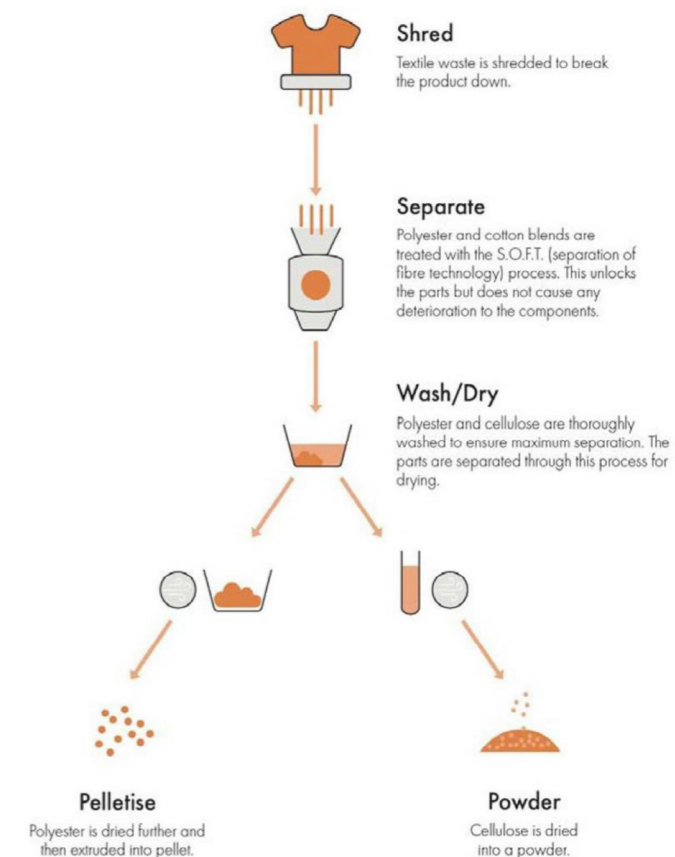 Shred
Textile waste is shredded to break
the product down.
Separate
Polyester and cotton blends are
treated with the S.O.F.T. (separation of
fibre technology) process. This unlocks
the parts but does not cause any
deterioration to the components.
Wash/Dry
Polyester and cellulose are thoroughly
washed to ensure maximum separation. The
parts are separated through this process for
drying.
Pelletise
Polyester is dried further and
then extruded into pellet.
Powder
Cellulose is dried
into a powder.